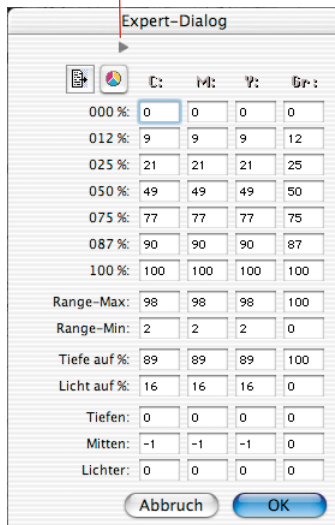 Expert-Dialog
C: M: Y: Gr:
000 %: 0 0 0 0
012 %: 9 9 9 12
025 %: 21 21 21 25
050 %: 49 49 49 50
075 %: 77 77 77 75
087 %: 90 90 90 87
100 %: 100 100 100 100
Range-Max: 98 98 98 100
Range-Min: 2 2 2 0
Tiefe auf %: 89 89 89 100
Licht auf %: 16 16 16 0
Tiefen: 0 0 0 0
Mitten: -1 -1 -1 0
Lichter: 0 0 0 0
Abbruch OK